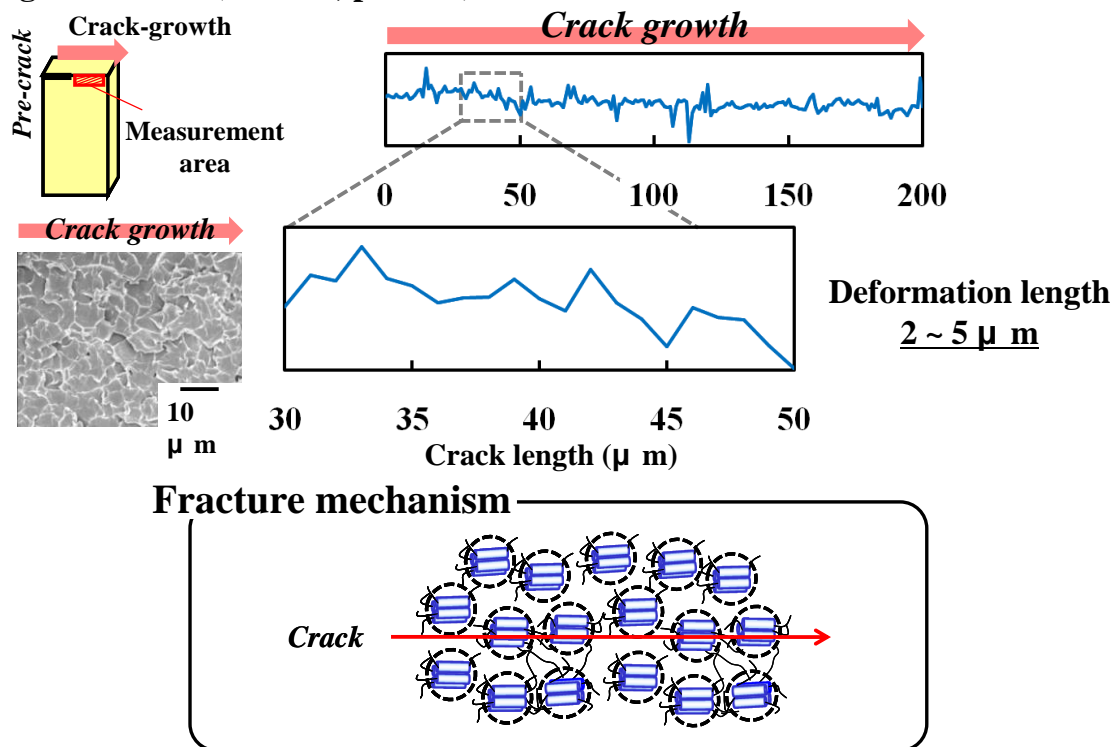 Crack-growth
Pre-crack
Measurement
area
Crack growth
0 50 100 150 200
Crack growth
10
μ m
30 35 40 45 50
Crack length (μ m)
Deformation length
2 ~ 5 μ m
Fracture mechanism
Crack